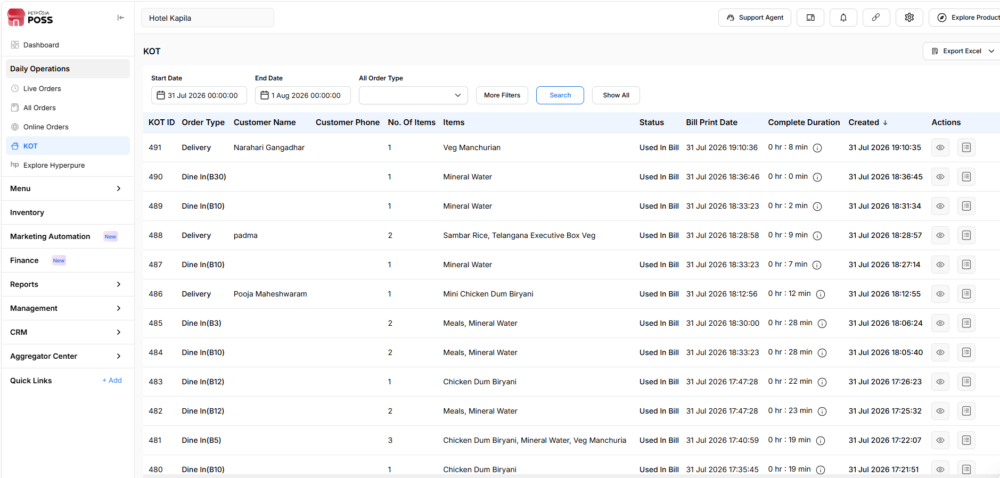 PETPOOJA
POSS
Hotel Kapila
Support Agent
Explore Product
Dashboard
Daily Operations
Live Orders
All Orders
Online Orders
KOT
hp Explore Hyperpure
Menu
Inventory
Marketing Automation New
Finance New
Reports
Management
CRM
Aggregator Center
Quick Links + Add
KOT
Export Excel
Start Date End Date All Order Type
31 Jul 2026 00:00:00 1 Aug 2026 00:00:00 More Filters Search Show All
KOT ID Order Type Customer Name Customer Phone No. Of Items Items Status Bill Print Date Complete Duration Created ↓ Actions
491 Delivery Narahari Gangadhar 1 Veg Manchurian Used In Bill 31 Jul 2026 19:10:36 0 hr : 8 min 31 Jul 2026 19:10:35
490 Dine In(B30) 1 Mineral Water Used In Bill 31 Jul 2026 18:36:46 0 hr : 0 min 31 Jul 2026 18:36:45
489 Dine In(B10) 1 Mineral Water Used In Bill 31 Jul 2026 18:33:23 0 hr : 2 min 31 Jul 2026 18:31:34
488 Delivery padma 2 Sambar Rice, Telangana Executive Box Veg Used In Bill 31 Jul 2026 18:28:58 0 hr : 9 min 31 Jul 2026 18:28:57
487 Dine In(B10) 1 Mineral Water Used In Bill 31 Jul 2026 18:33:23 0 hr : 7 min 31 Jul 2026 18:27:14
486 Delivery Pooja Maheshwaram 1 Mini Chicken Dum Biryani Used In Bill 31 Jul 2026 18:12:56 0 hr : 12 min 31 Jul 2026 18:12:55
485 Dine In(B3) 2 Meals, Mineral Water Used In Bill 31 Jul 2026 18:30:00 0 hr : 28 min 31 Jul 2026 18:06:24
484 Dine In(B10) 2 Meals, Mineral Water Used In Bill 31 Jul 2026 18:33:23 0 hr : 28 min 31 Jul 2026 18:05:40
483 Dine In(B12) 1 Chicken Dum Biryani Used In Bill 31 Jul 2026 17:47:28 0 hr : 22 min 31 Jul 2026 17:26:23
482 Dine In(B12) 2 Meals, Mineral Water Used In Bill 31 Jul 2026 17:47:28 0 hr : 23 min 31 Jul 2026 17:25:32
481 Dine In(B5) 3 Chicken Dum Biryani, Mineral Water, Veg Manchuria Used In Bill 31 Jul 2026 17:40:59 0 hr : 19 min 31 Jul 2026 17:22:07
480 Dine In(B10) 1 Chicken Dum Biryani Used In Bill 31 Jul 2026 17:35:45 0 hr : 19 min 31 Jul 2026 17:21:51